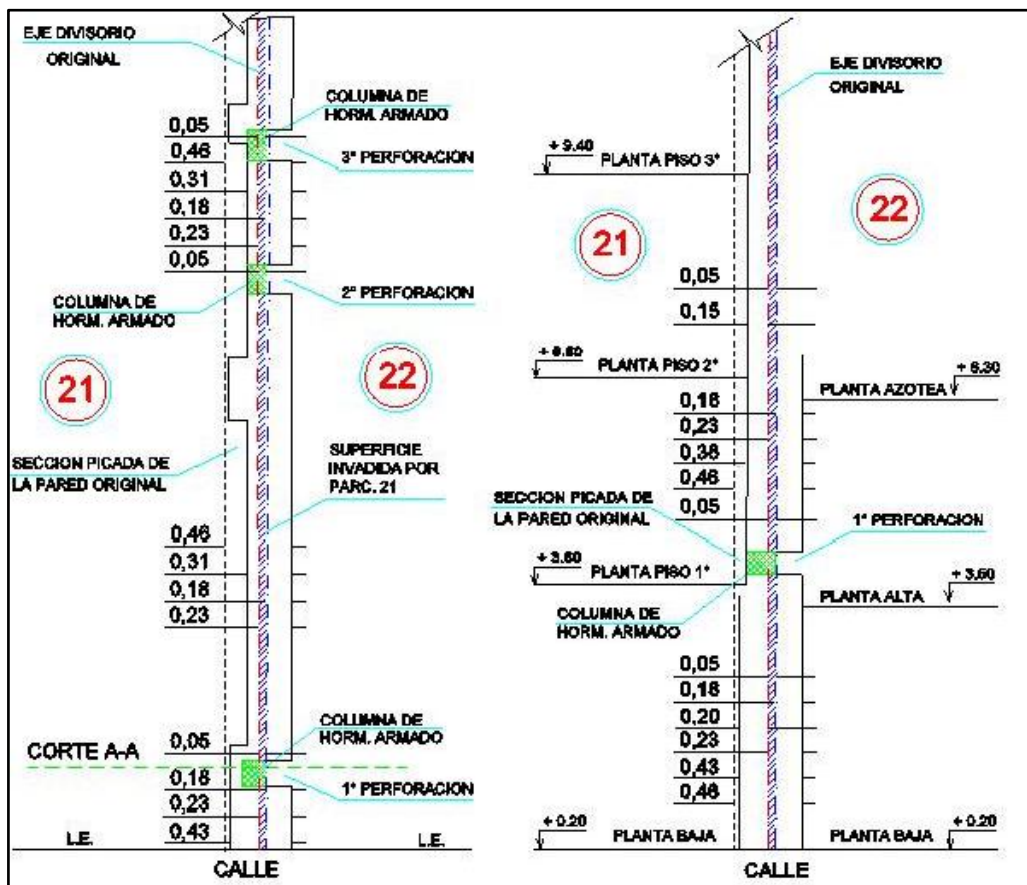 EJE DIVISORIO
ORIGINAL
COLUMNA DE
HORM. ARMADO
0,05
0,46
3° PERFORACION
0,31
0,18
0,23
0,05
COLUMNA DE
HORM. ARMADO
2° PERFORACION
21
22
SECCION PICADA DE
LA PARED ORIGINAL
SUPERFICIE
INVADIDA POR
PARC. 21
0,46
0,31
0,18
0,23
COLUMNA DE
HORM. ARMADO
CORTE A-A
0,05
0,18
1° PERFORACION
0,23
0,43
L.E.
L.E.
CALLE
EJE DIVISORIO
ORIGINAL
+ 9.40
PLANTA PISO 3°
21
22
0,05
0,15
+ 6.60
PLANTA PISO 2°
+ 6.30
PLANTA AZOTEA
0,18
0,23
0,38
0,46
0,05
SECCION PICADA DE
LA PARED ORIGINAL
1° PERFORACION
PLANTA PISO 1°
PLANTA ALTA
COLUMNA DE
HORM. ARMADO
0,05
0,18
0,20
0,23
0,43
0,46
+ 0.20
PLANTA BAJA
PLANTA BAJA
+ 0.20
CALLE